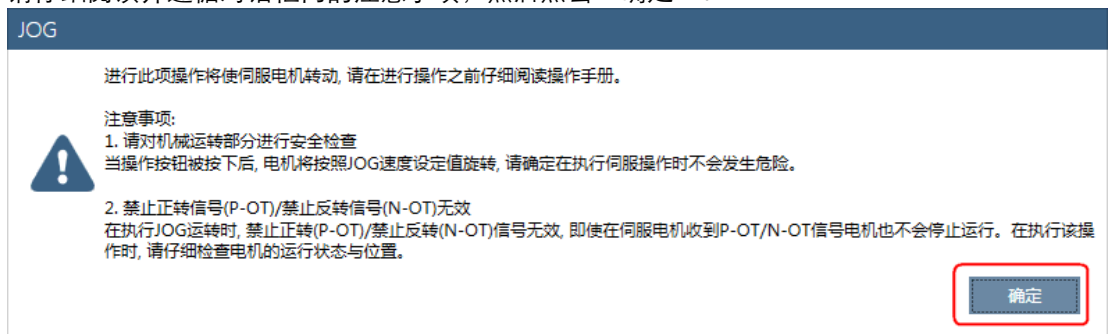 JOG
进行此项操作将使伺服电机转动, 请在进行操作之前仔细阅读操作手册。
注意事项:
1. 请对机械运转部分进行安全检查
当操作按钮被按下后, 电机将按照JOG速度设定值旋转, 请确定在执行伺服操作时不会发生危险。
2. 禁止正转信号(P-OT)/禁止反转信号(N-OT)无效
在执行JOG运转时, 禁止正转(P-OT)/禁止反转(N-OT)信号无效, 即使在伺服电机收到P-OT/N-OT信号电机也不会停止运行。在执行该操
作时, 请仔细检查电机的运行状态与位置。
确定